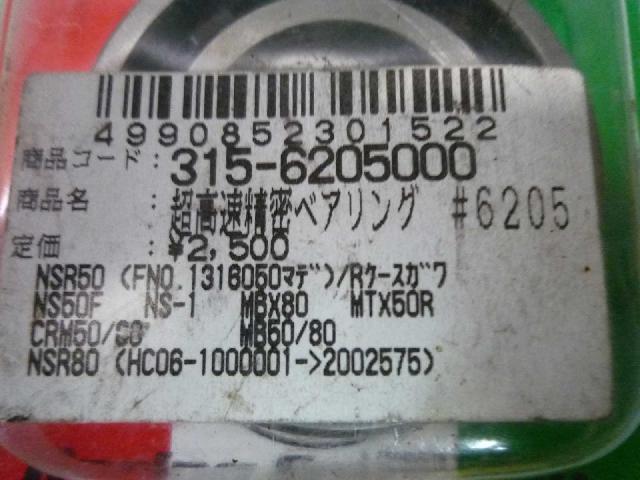 4990852301522
商品コード: 315-6205000
商品名 : 超高速精密ベアリング #6205
定価 : ¥2,500
NSR50 (FNO.1316050マデ)/Rケースガワ
NS50F NS-1 MBX80 MTX50R
CRM50/80 MB50/80
NSR80 (HC06-1000001->2002575)